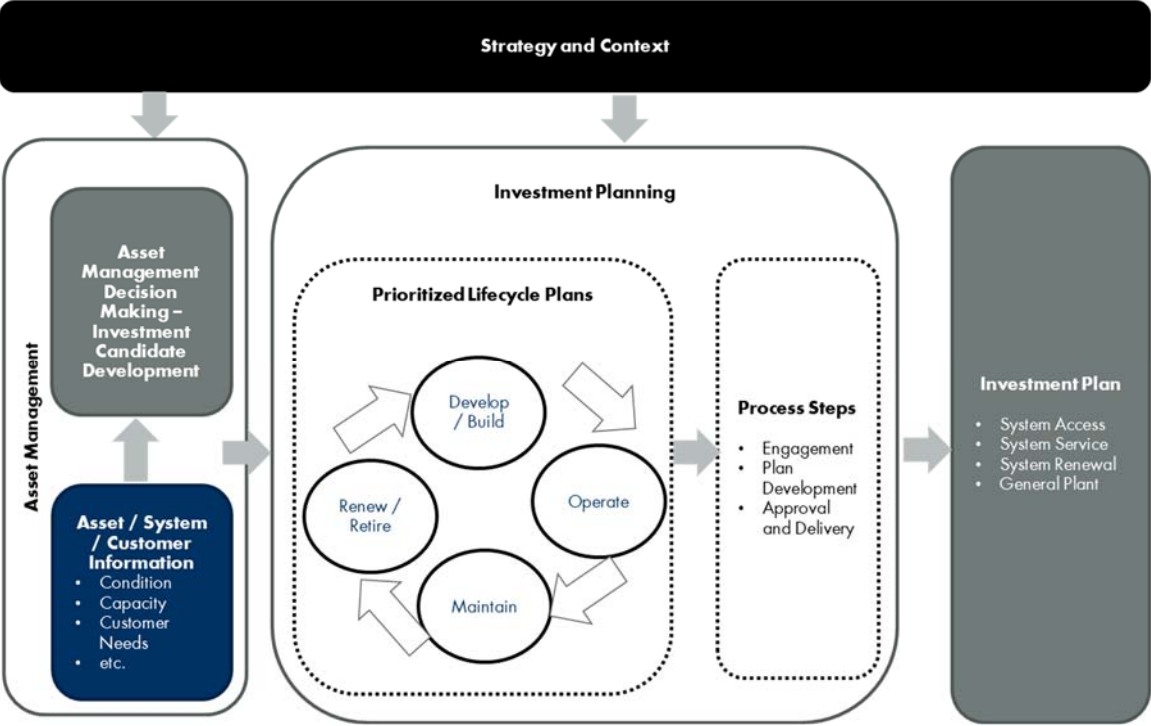 Strategy and Context
Asset Management
Asset
Management
Decision
Making –
Investment
Candidate
Development
Asset / System
/ Customer
Information
• Condition
• Capacity
• Customer
Needs
• etc.
Investment Planning
Prioritized Lifecycle Plans
Develop
/ Build
Operate
Maintain
Renew /
Retire
Process Steps
• Engagement
• Plan
Development
• Approval
and Delivery
Investment Plan
• System Access
• System Service
• System Renewal
• General Plant